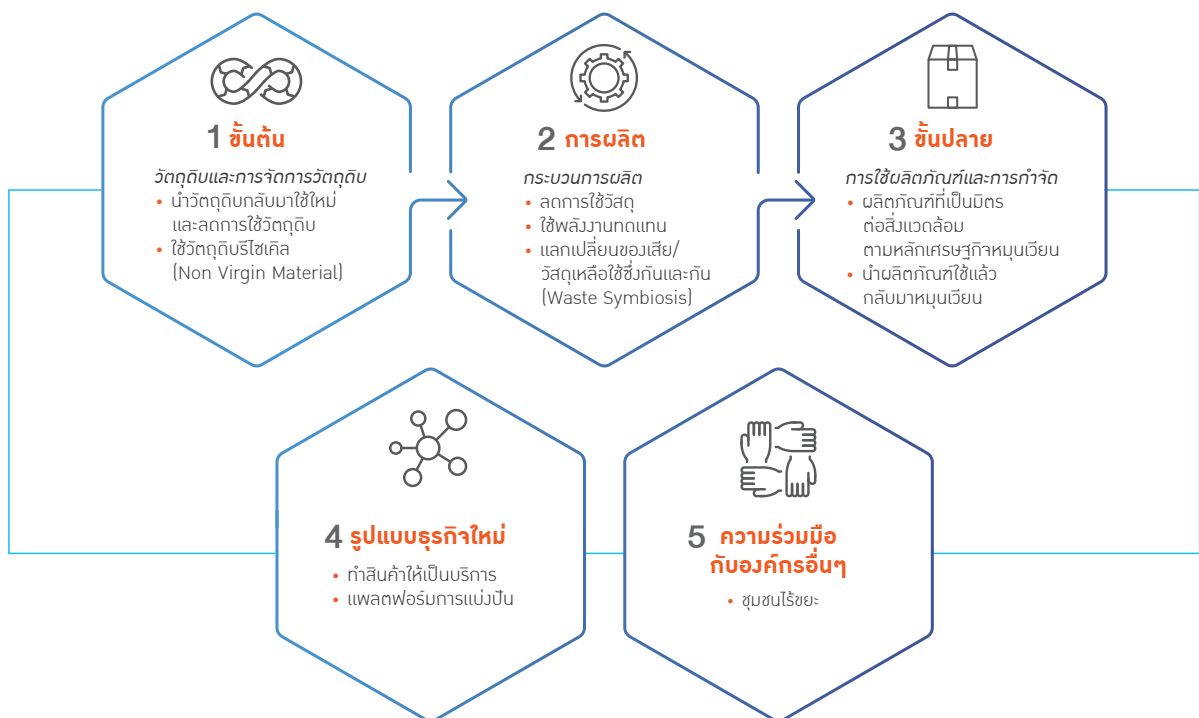 1 ขั้นต้น
วัตถุดิบและการจัดการวัตถุดิบ
• นำวัตถุดิบกลับมาใช้ใหม่
และลดการใช้วัตถุดิบ
• ใช้วัตถุดิบรีไซเคิล
(Non Virgin Material)
2 การผลิต
กระบวนการผลิต
• ลดการใช้วัสดุ
• ใช้พลังงานทดแทน
• แลกเปลี่ยนของเสีย/
วัสดุเหลือใช้ซึ่งกันและกัน
(Waste Symbiosis)
3 ขั้นปลาย
การใช้ผลิตภัณฑ์และการกำจัด
• ผลิตภัณฑ์ที่เป็นมิตร
ต่อสิ่งแวดล้อม
ตามหลักเศรษฐกิจหมุนเวียน
• นำผลิตภัณฑ์ใช้แล้ว
กลับมาหมุนเวียน
4 รูปแบบธุรกิจใหม่
• ทำสินค้าให้เป็นบริการ
• แพลตฟอร์มการแบ่งปัน
5 ความร่วมมือ
กับองค์กรอื่นๆ
• ชุมชนไร้ขยะ